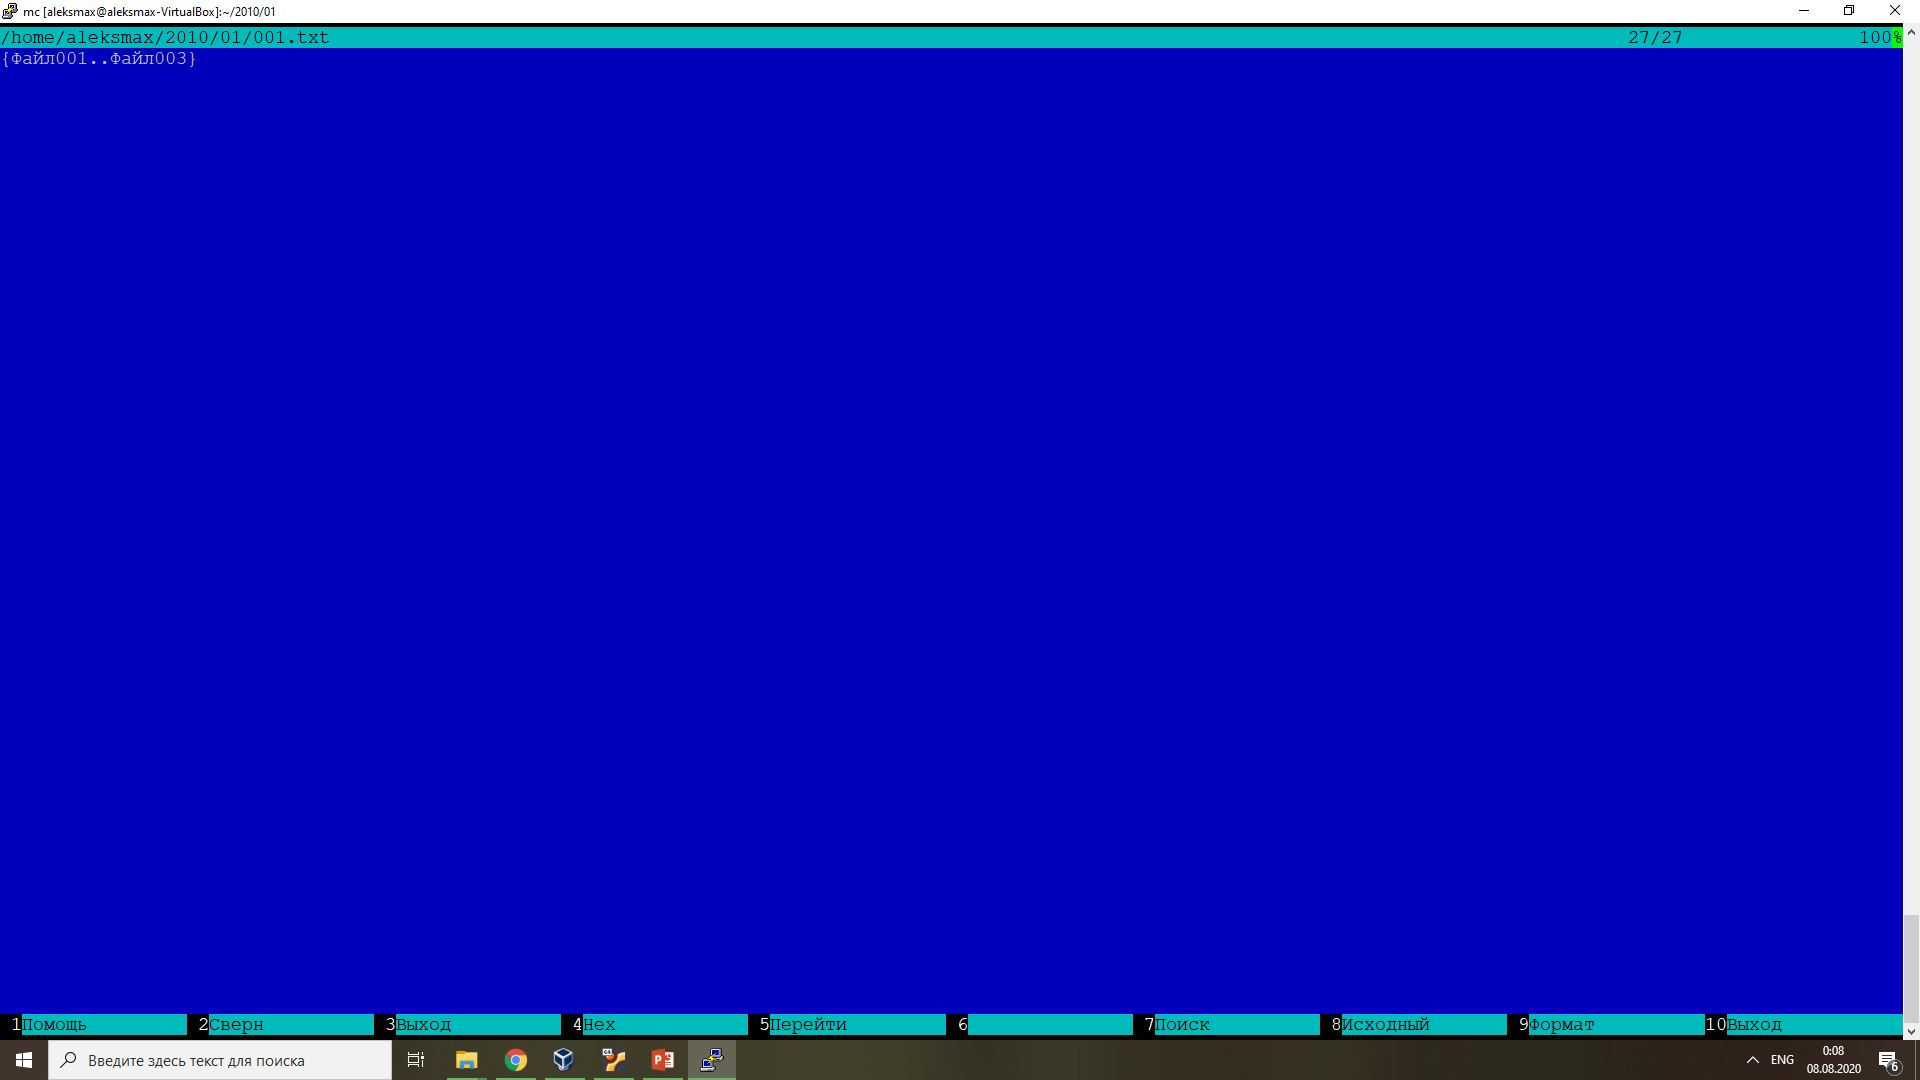 mc [aleksmax@aleksmax-VirtualBox]:~/2010/01
/home/aleksmax/2010/01/001.txt 27/27 100%
{Файл001..Файл003}
1Помощь 2Сверн 3Выход 4Hex 5Перейти 6 7Поиск 8Исходный 9Формат 10Выход
Введите здесь текст для поиска
ENG
0:08
08.08.2020
6